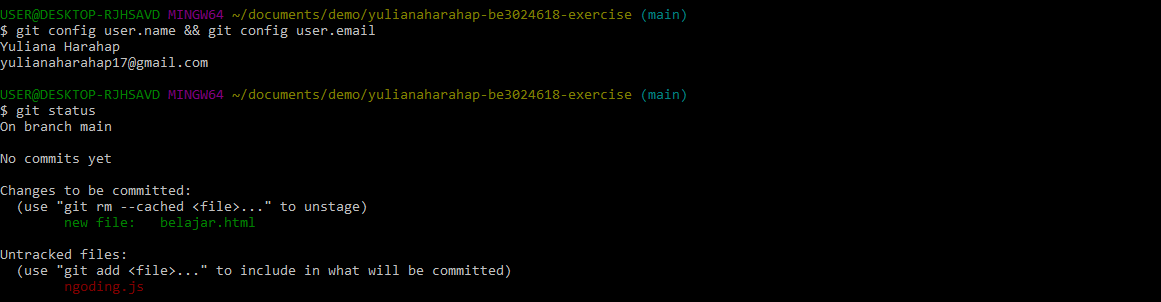 USER@DESKTOP-RJHSAVD MINGW64 ~/documents/demo/yulianaharahap-be3024618-exercise (main)
$ git config user.name && git config user.email
Yuliana Harahap
yulianaharahap17@gmail.com
USER@DESKTOP-RJHSAVD MINGW64 ~/documents/demo/yulianaharahap-be3024618-exercise (main)
$ git status
On branch main
No commits yet
Changes to be committed:
  (use "git rm --cached <file>..." to unstage)
        new file:   belajar.html
Untracked files:
  (use "git add <file>..." to include in what will be committed)
        ngoding.js